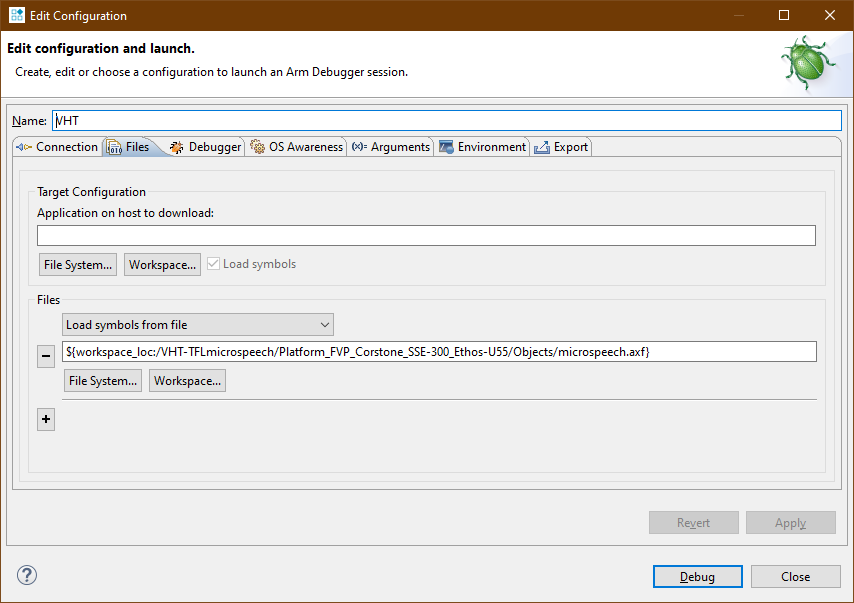 Edit Configuration
Edit configuration and launch.
Create, edit or choose a configuration to launch an Arm Debugger session.
Name: VHT
Connection Files Debugger OS Awareness (x)= Arguments Environment Export
Target Configuration
Application on host to download:
File System... Workspace... Load symbols
Files
Load symbols from file
${workspace_loc:/VHT-TFLmicrospeech/Platform_FVP_Corstone_SSE-300_Ethos-U55/Objects/microspeech.axf}
File System... Workspace...
Revert Apply
Debug Close